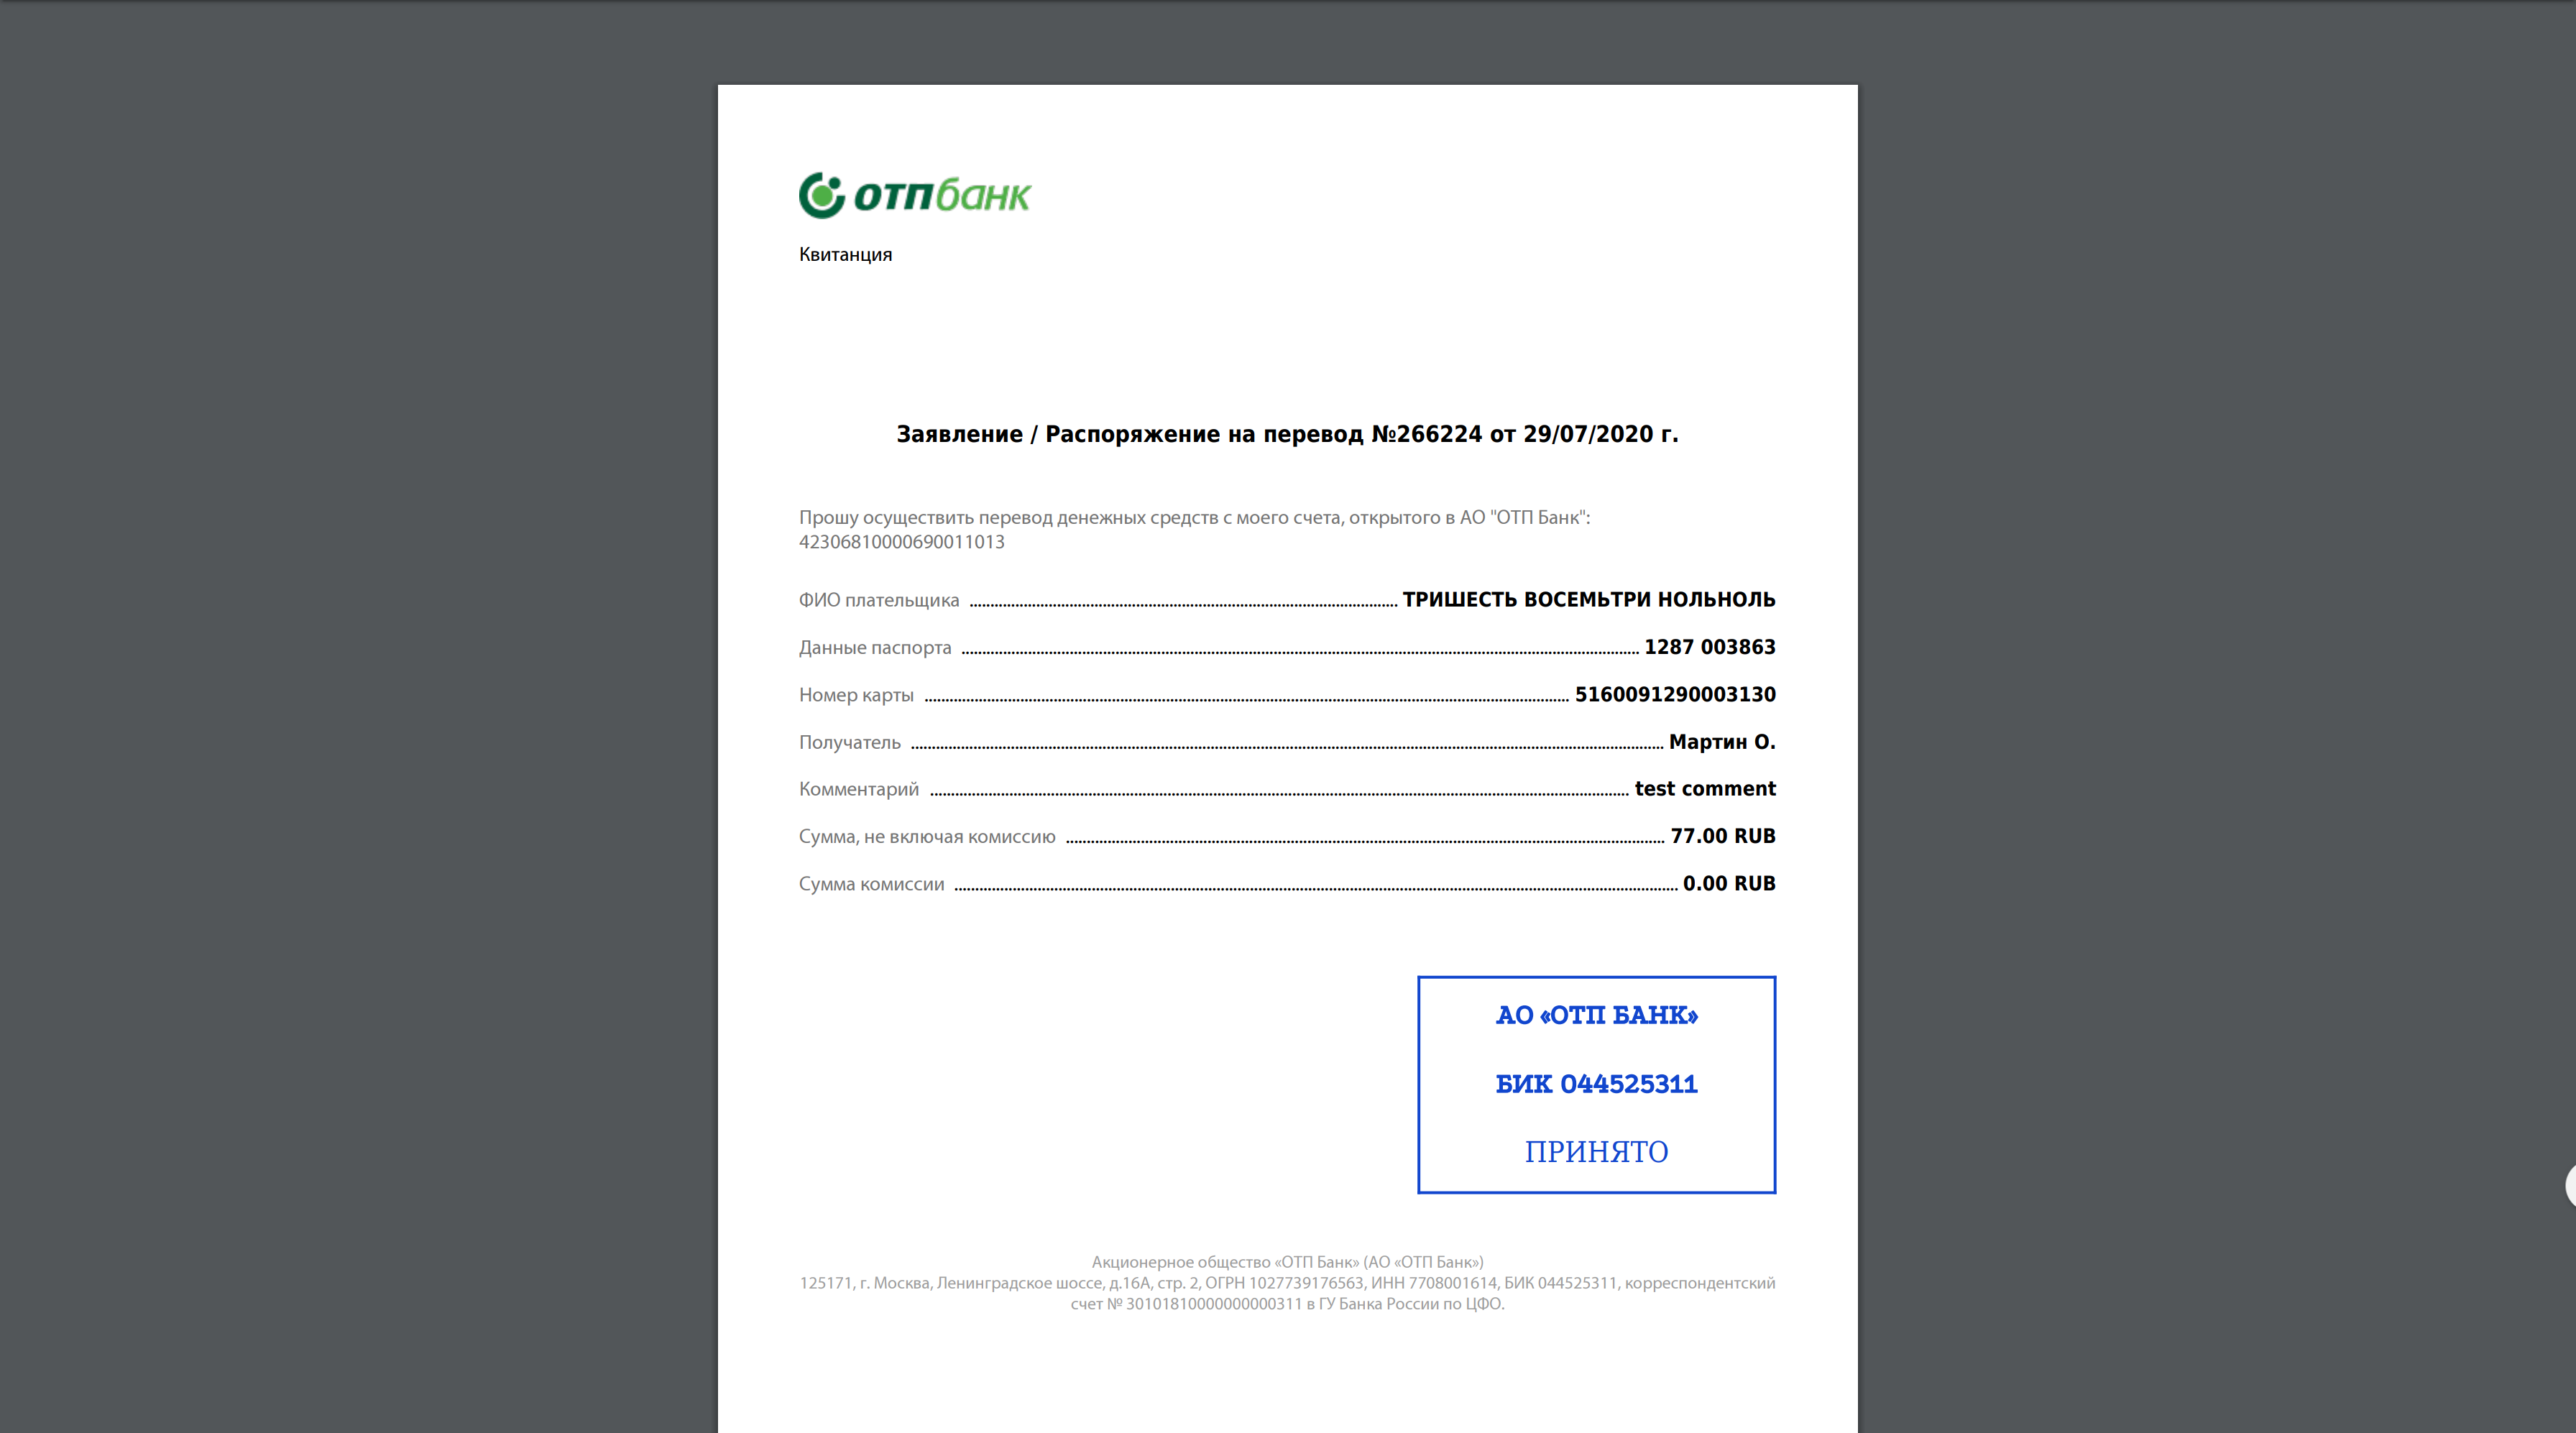 отпбанк
Квитанция
Заявление / Распоряжение на перевод №266224 от 29/07/2020 г.
Прошу осуществить перевод денежных средств с моего счета, открытого в АО "ОТП Банк":
42306810000690011013
ФИО плательщика ТРИШЕСТЬ ВОСЕМЬТРИ НОЛЬНОЛЬ
Данные паспорта 1287 003863
Номер карты 5160091290003130
Получатель Мартин О.
Комментарий test comment
Сумма, не включая комиссию 77.00 RUB
Сумма комиссии 0.00 RUB
АО «ОТП БАНК»
БИК 044525311
ПРИНЯТО
Акционерное общество «ОТП Банк» (АО «ОТП Банк»)
125171, г. Москва, Ленинградское шоссе, д.16А, стр. 2, ОГРН 1027739176563, ИНН 7708001614, БИК 044525311, корреспондентский
счет № 30101810000000000311 в ГУ Банка России по ЦФО.